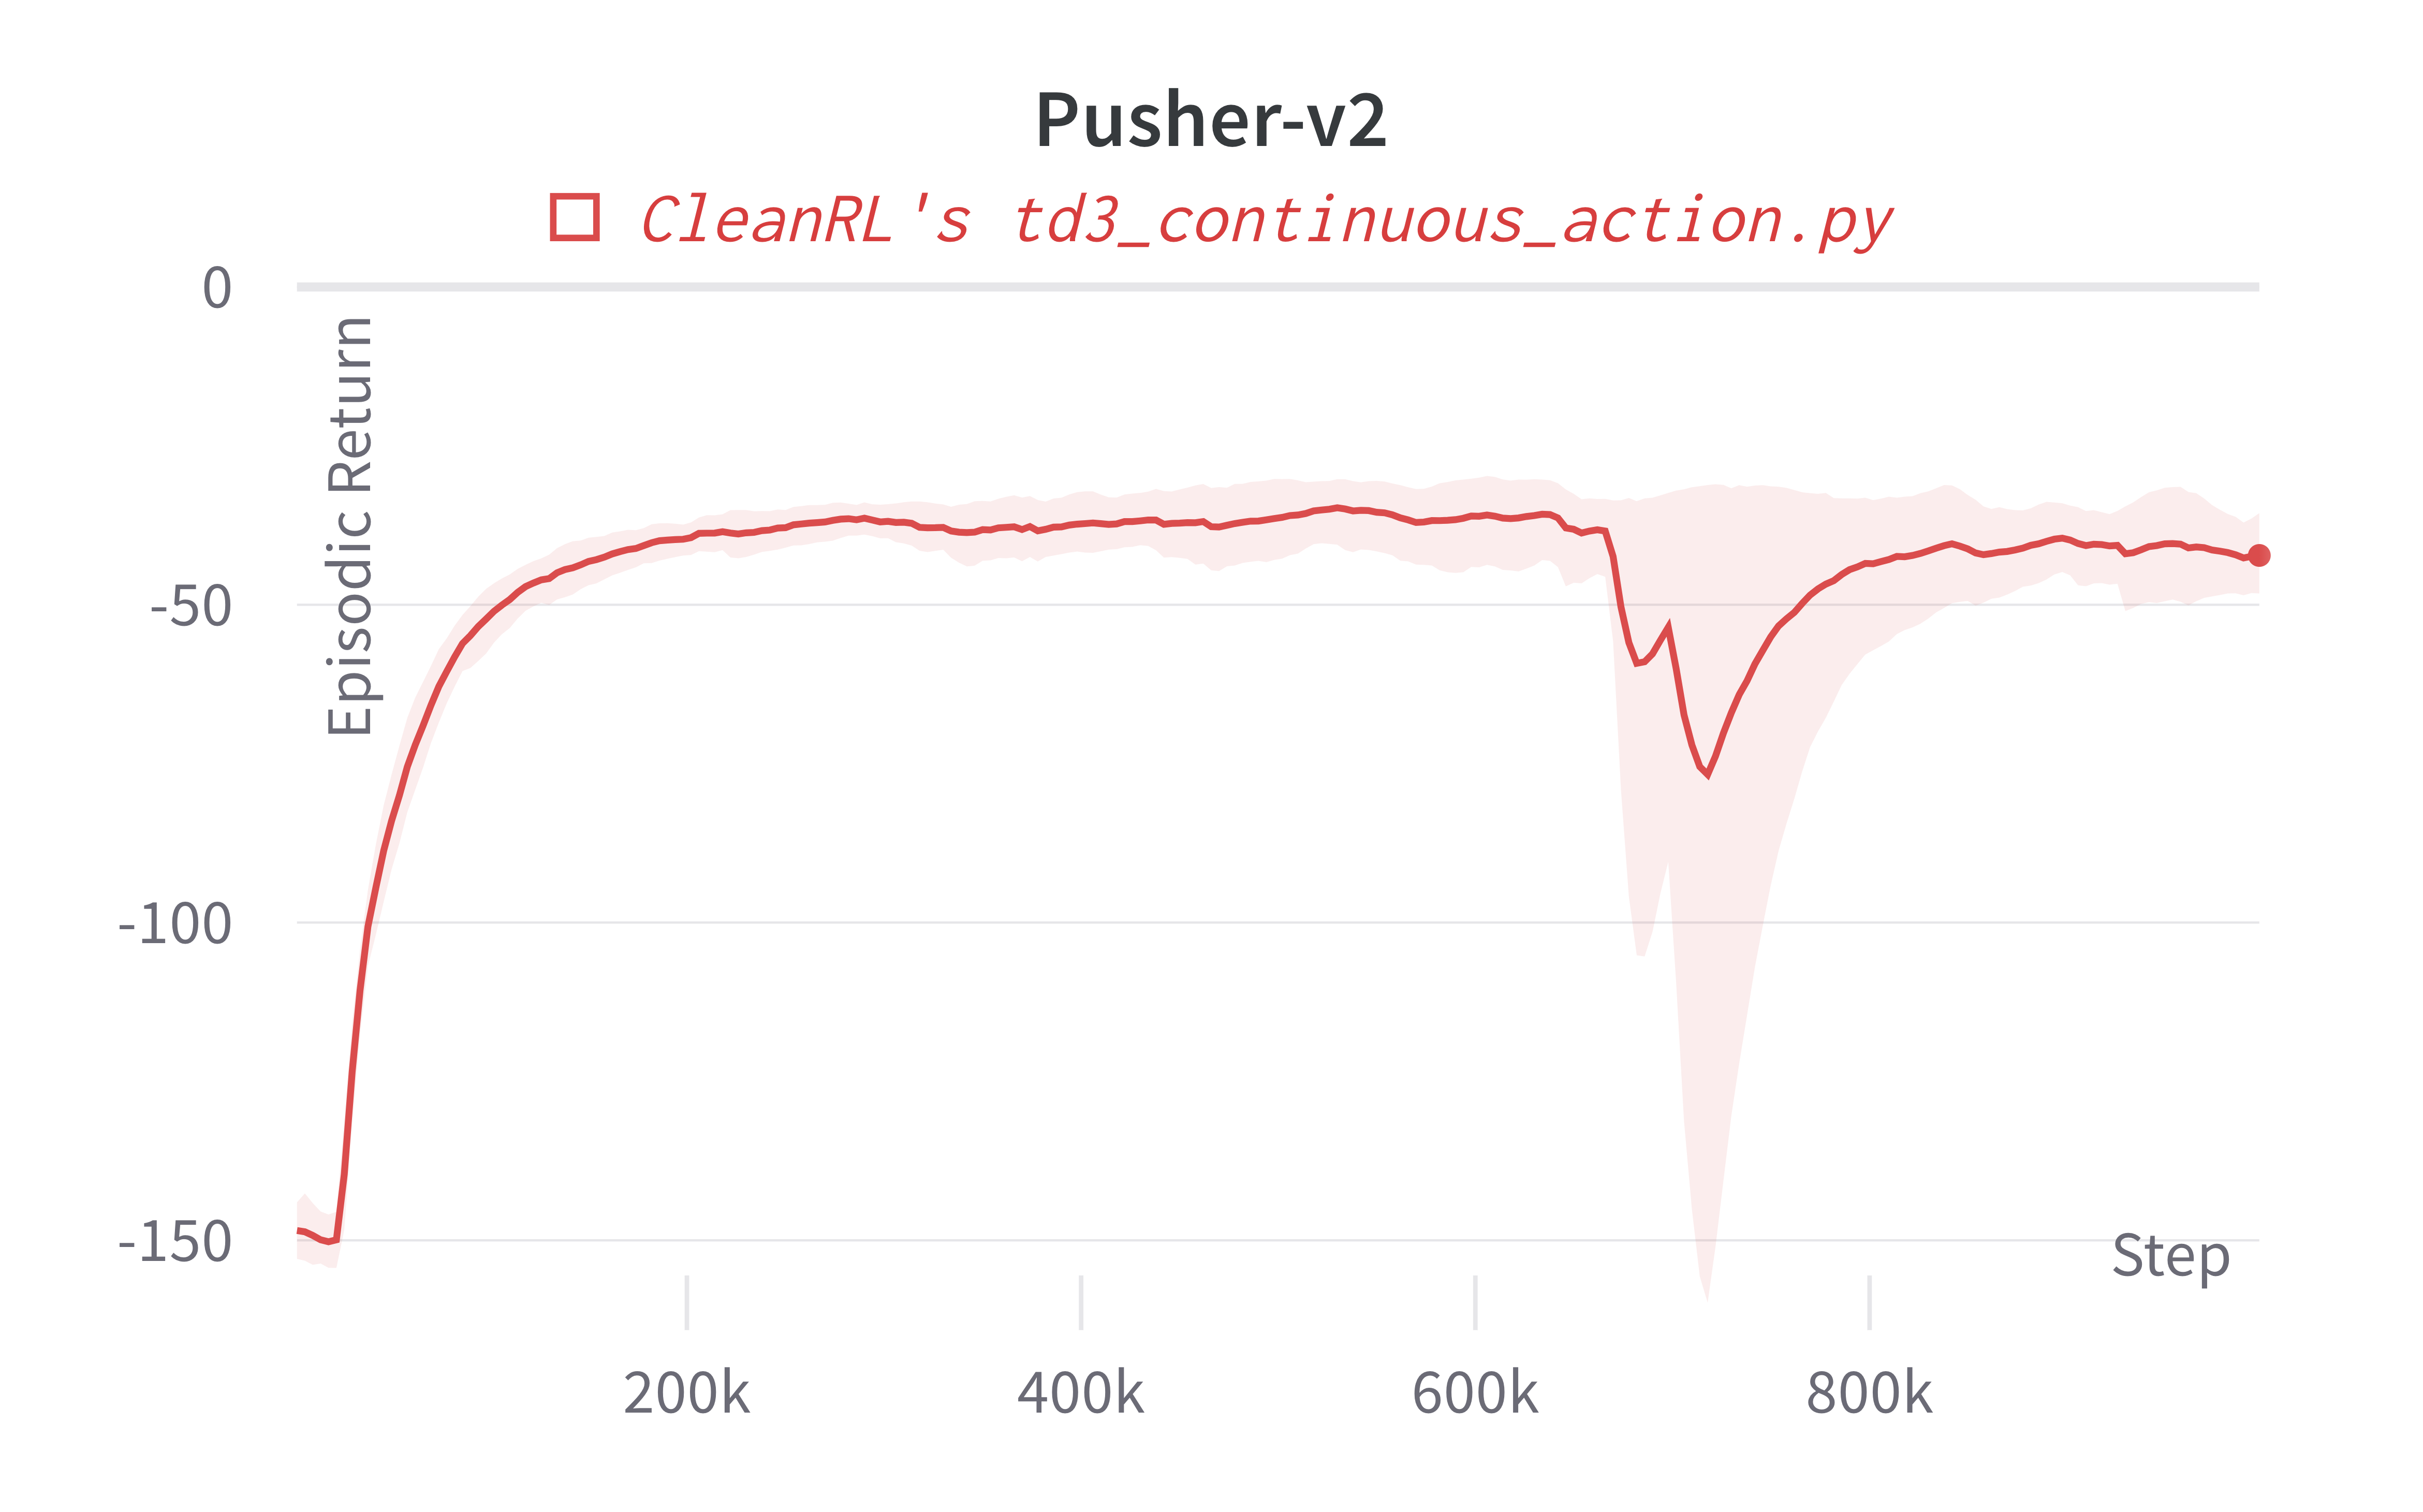 Pusher-v2
CleanRL's td3_continuous_action.py
0
Episodic Return
-50
-100
-150
Step
200k
400k
600k
800k